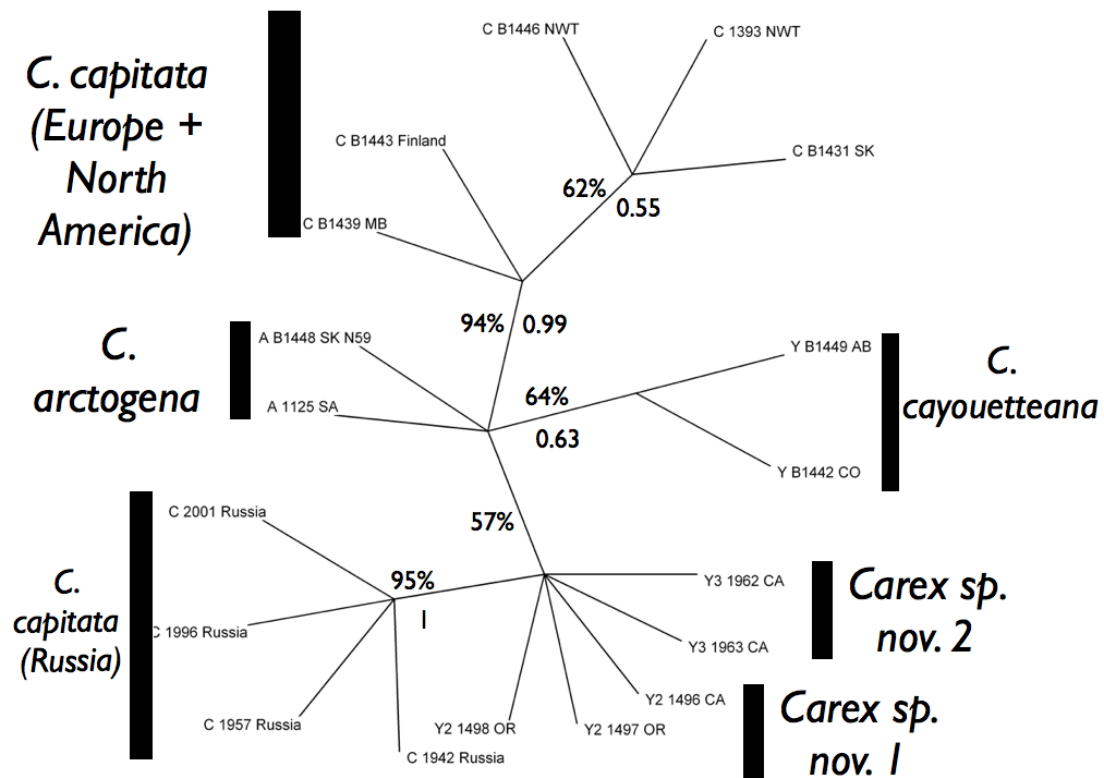 C B1446 NWT
C 1393 NWT
C. capitata
(Europe +
North
America)
C B1443 Finland
C B1431 SK
62%
0.55
C B1439 MB
94%
0.99
C.
arctogena
A B1448 SK N59
A 1125 SA
Y B1449 AB
64%
0.63
C.
cayouetteana
Y B1442 CO
57%
C 2001 Russia
95%
1
C.
capitata
(Russia)
C 1996 Russia
C 1957 Russia
C 1942 Russia
Y3 1962 CA
Y3 1963 CA
Carex sp.
nov. 2
Y2 1496 CA
Y2 1498 OR
Y2 1497 OR
Carex sp.
nov. 1